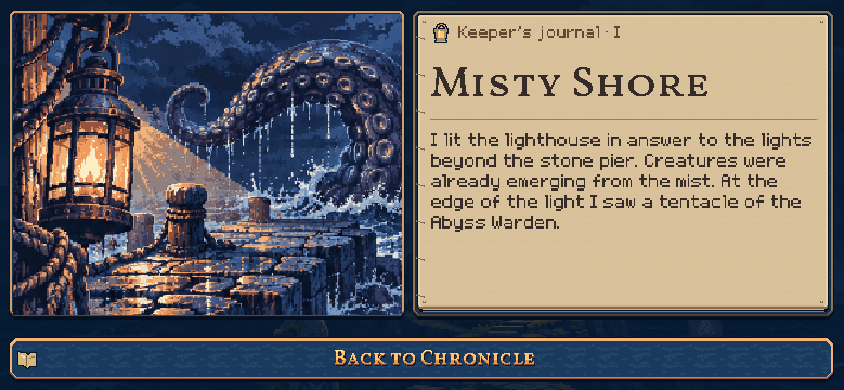 Keeper's journal · I
Misty Shore
I lit the lighthouse in answer to the lights
beyond the stone pier. Creatures were
already emerging from the mist. At the
edge of the light I saw a tentacle of the
Abyss Warden.
Back to Chronicle